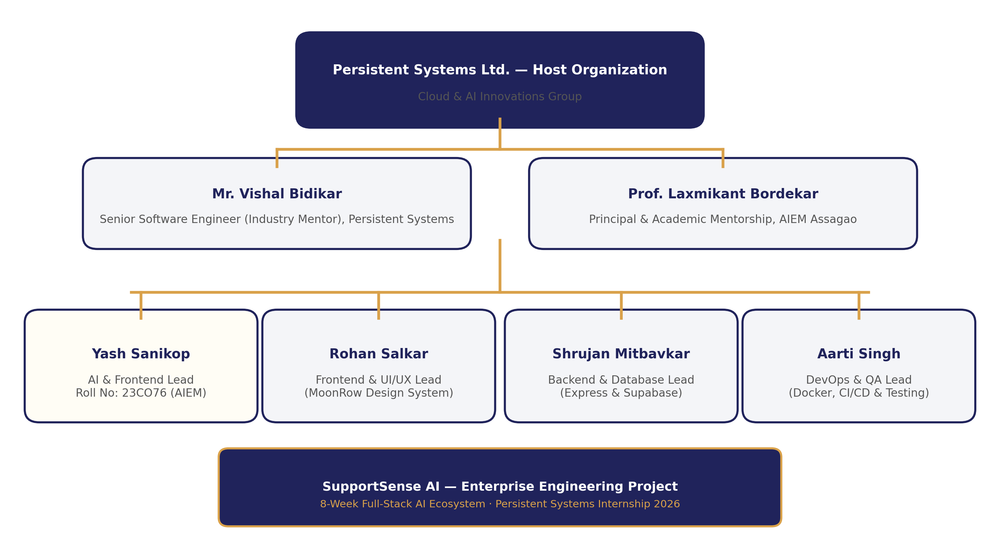 Persistent Systems Ltd. — Host Organization
Cloud & AI Innovations Group
Mr. Vishal Bidikar
Senior Software Engineer (Industry Mentor), Persistent Systems
Prof. Laxmikant Bordekar
Principal & Academic Mentorship, AIEM Assagao
Yash Sanikop
AI & Frontend Lead
Roll No: 23CO76 (AIEM)
Rohan Salkar
Frontend & UI/UX Lead
(MoonRow Design System)
Shrujan Mitbavkar
Backend & Database Lead
(Express & Supabase)
Aarti Singh
DevOps & QA Lead
(Docker, CI/CD & Testing)
SupportSense AI — Enterprise Engineering Project
8-Week Full-Stack AI Ecosystem · Persistent Systems Internship 2026